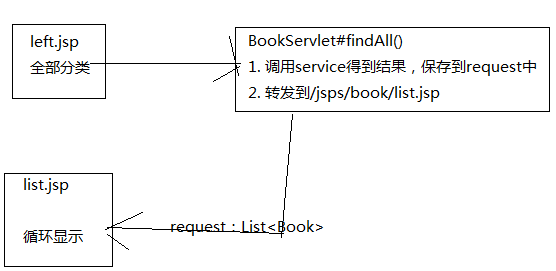 left.jsp
全部分类
BookServlet#findAll()
1. 调用service得到结果，保存到request中
2. 转发到/jsps/book/list.jsp
list.jsp
循环显示
request：List<Book>